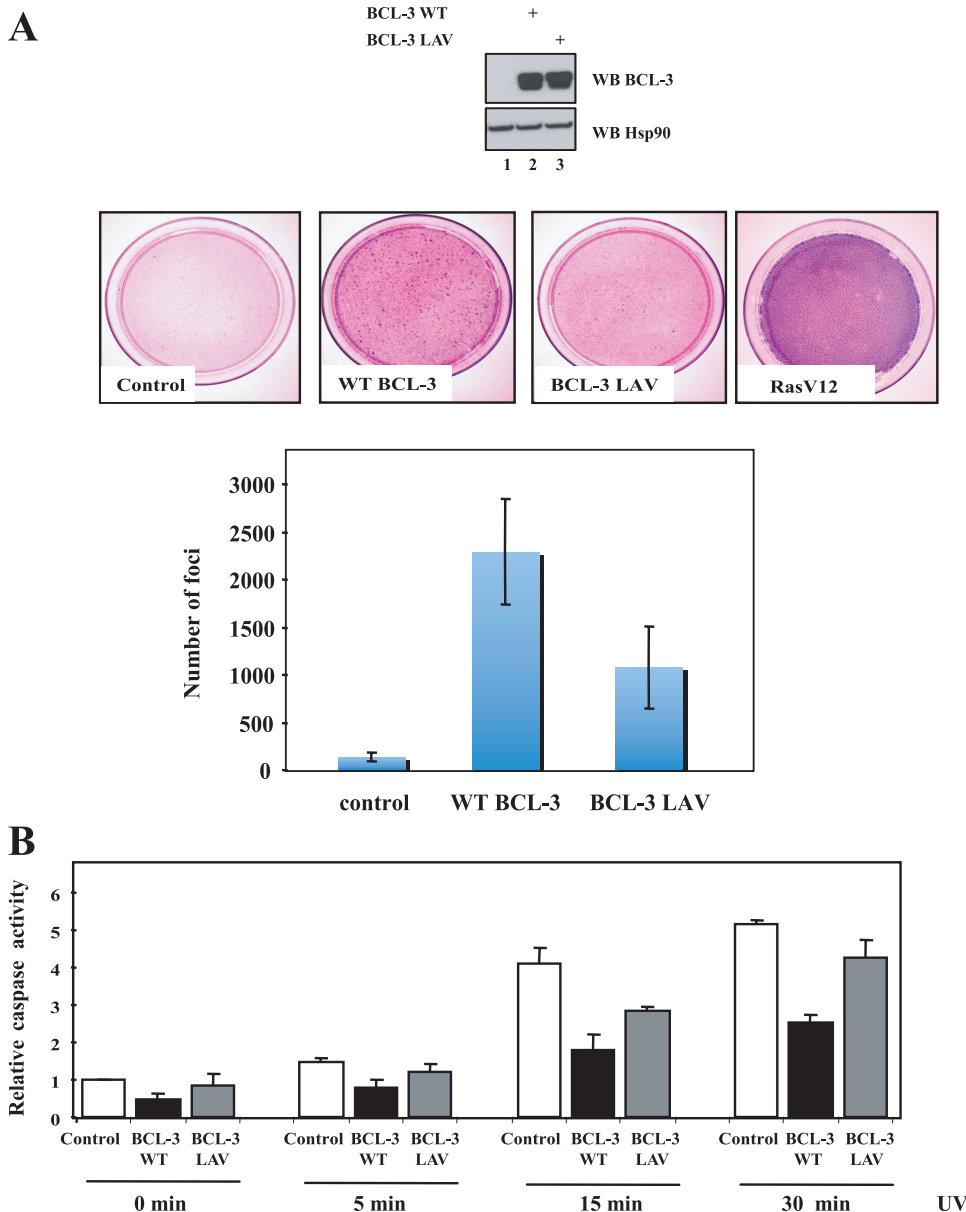 A
BCL-3 WT +
BCL-3 LAV +
WB BCL-3
WB Hsp90
1 2 3
Control
WT BCL-3
BCL-3 LAV
RasV12
Number of foci
3000
2500
2000
1500
1000
500
0
control WT BCL-3 BCL-3 LAV
B
Relative caspase activity
6
5
4
3
2
1
0
Control BCL-3 BCL-3 Control BCL-3 BCL-3 Control BCL-3 BCL-3 Control BCL-3 BCL-3
WT LAV WT LAV WT LAV WT LAV
0 min 5 min 15 min 30 min UV